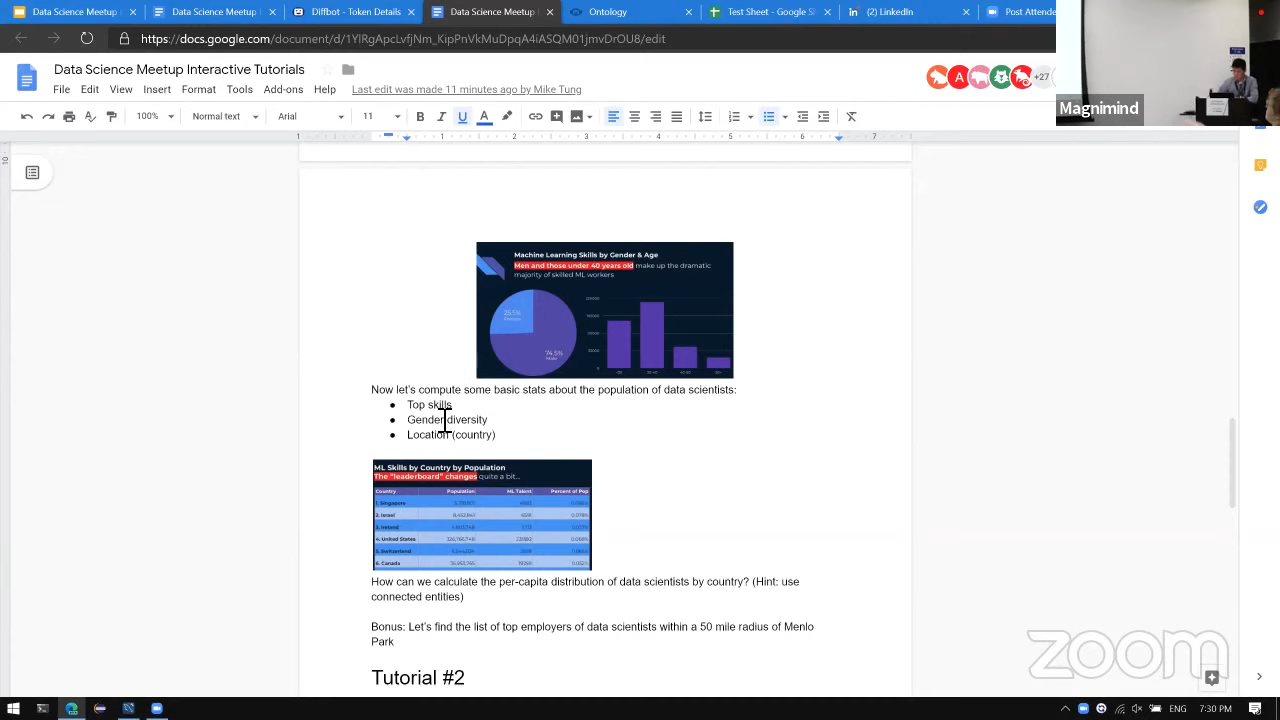 Data Science Meetup I
Data Science Meetup
Diffbot - Token Details
Data Science Meetup I
Ontology
Test Sheet - Google S
(2) LinkedIn
Post Attende
https://docs.google.com/document/d/
/edit
Data Science Meetup Interactive Tutorials
+27
File Edit View Insert Format Tools Add-ons Help Last edit was made 11 minutes ago by Mike Tung
Magnimind
100% Normal text Arial 11 B I U A
1 1 2 3 4 5 6 7
Machine Learning Skills by Gender & Age
Men and those under 40 years old make up the dramatic
majority of skilled ML workers
25.5%
74.5%
Male
Now let's compute some basic stats about the population of data scientists:
● Top skills
● Gender diversity
● Location (country)
ML Skills by Country by Population
The "leaderboard" changes quite a bit...
Country Population ML Talent Percent of Pop
1. Singapore
2. Israel
3. Ireland
4. United States
5. Switzerland
6. Canada
How can we calculate the per-capita distribution of data scientists by country? (Hint: use
connected entities)
Bonus: Let's find the list of top employers of data scientists within a 50 mile radius of Menlo
Park
Tutorial #2
zoom
ENG 7:30 PM